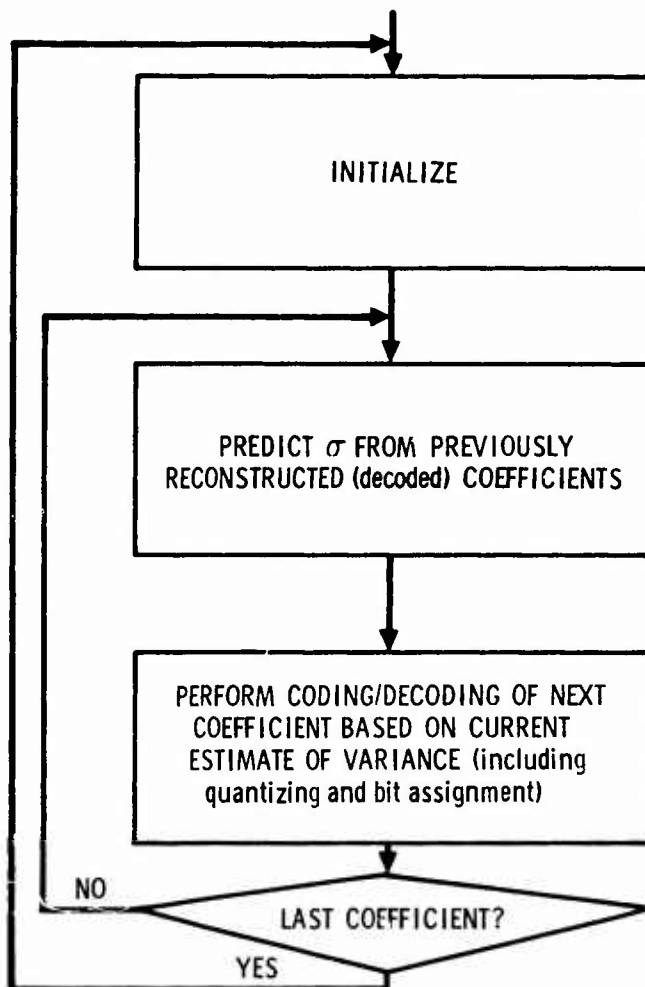 INITIALIZE
PREDICT σ FROM PREVIOUSLY
RECONSTRUCTED (decoded) COEFFICIENTS
PERFORM CODING/DECODING OF NEXT
COEFFICIENT BASED ON CURRENT
ESTIMATE OF VARIANCE (including
quantizing and bit assignment)
NO
LAST COEFFICIENT?
YES